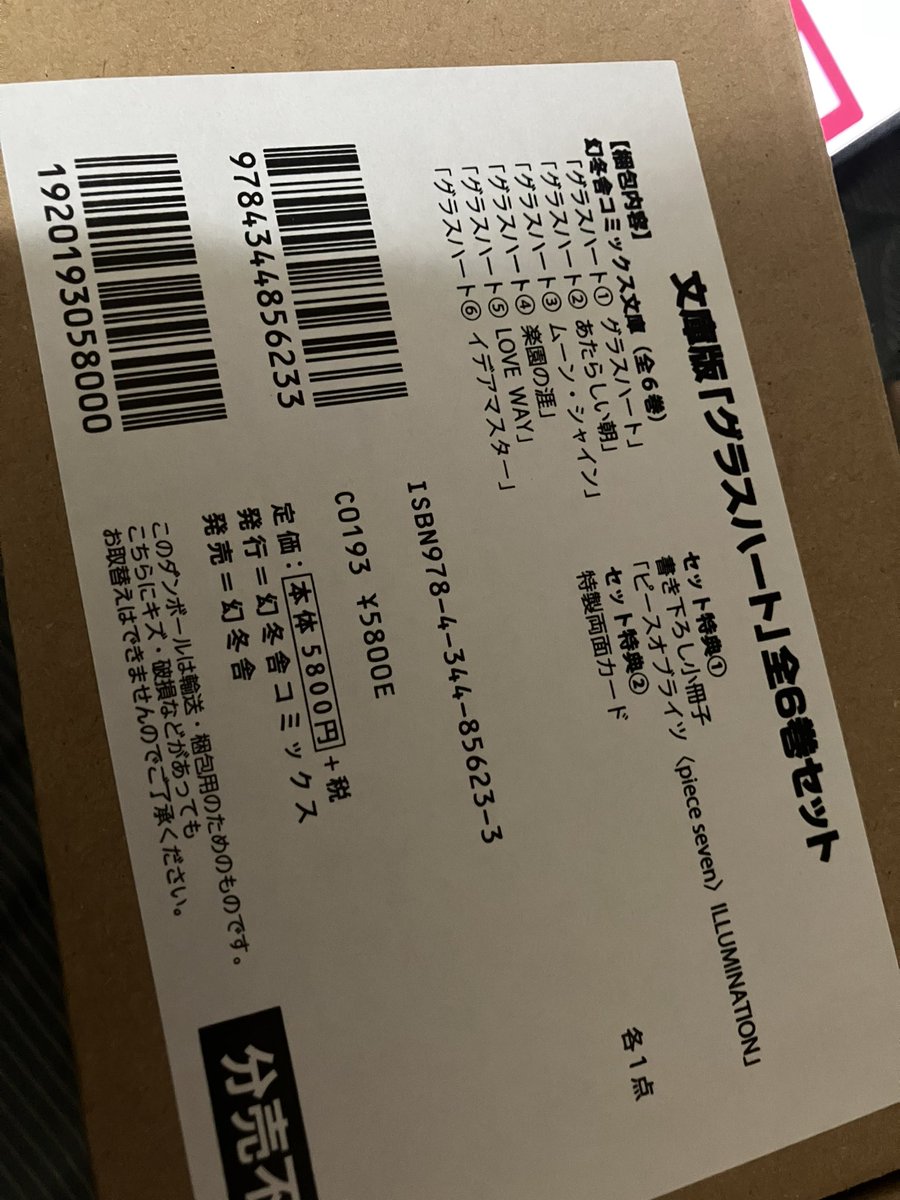 文庫版「グラスハート」全6巻セット
【梱包内容】
幻冬舎コミックス文庫（全6巻）
「グラスハート① グラスハート」
「グラスハート② あたらしい朝」
「グラスハート③ ムーン・シャイン」
「グラスハート④ 楽園の涯」
「グラスハート⑤ LOVE WAY」
「グラスハート⑥ イデアマスター」
セット特典①
書き下ろし小冊子
「ピースオブライツ〈piece seven〉ILLUMINATION」
セット特典②
特製両面カード
各1点
9784344856233
1920193058000
ISBN978-4-344-85623-3
C0193 ¥5800E
定価：本体5800円＋税
発行＝幻冬舎コミックス
発売＝幻冬舎
このダンボールは輸送・梱包用のためのものです。
こちらにキズ・破損などがあっても
お取替えはできませんのでご了承ください。
分売不